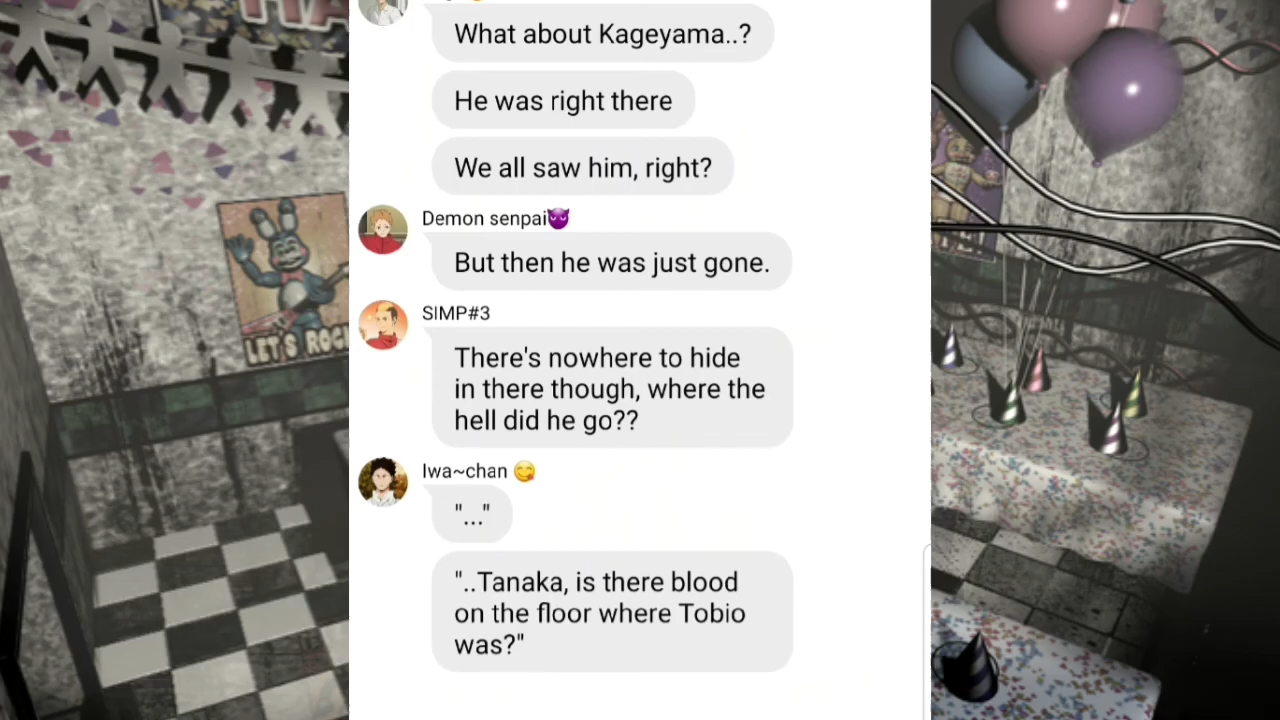 What about Kageyama..?
He was right there
We all saw him, right?
Demon senpai😈
But then he was just gone.
SIMP#3
There's nowhere to hide
in there though, where the
hell did he go??
Iwa~chan 😋
"..."
"..Tanaka, is there blood
on the floor where Tobio
was?"
LET'S ROCK